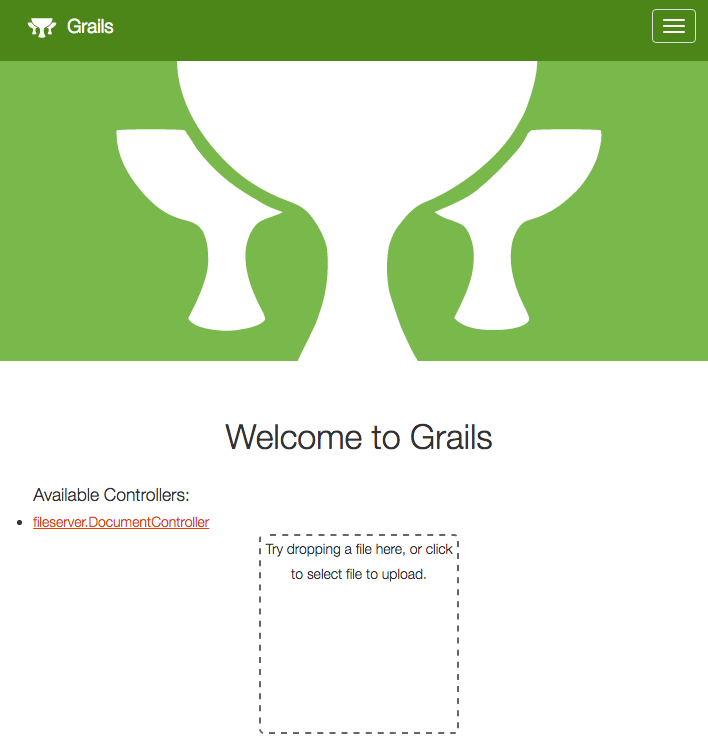 Grails
Welcome to Grails
Available Controllers:
fileserver.DocumentController
Try dropping a file here, or click
to select file to upload.